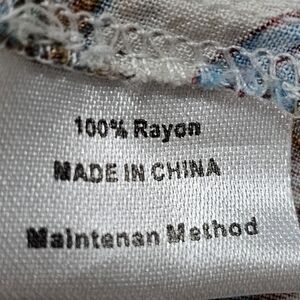 100% Rayon
MADE IN CHINA
Maintenan Method